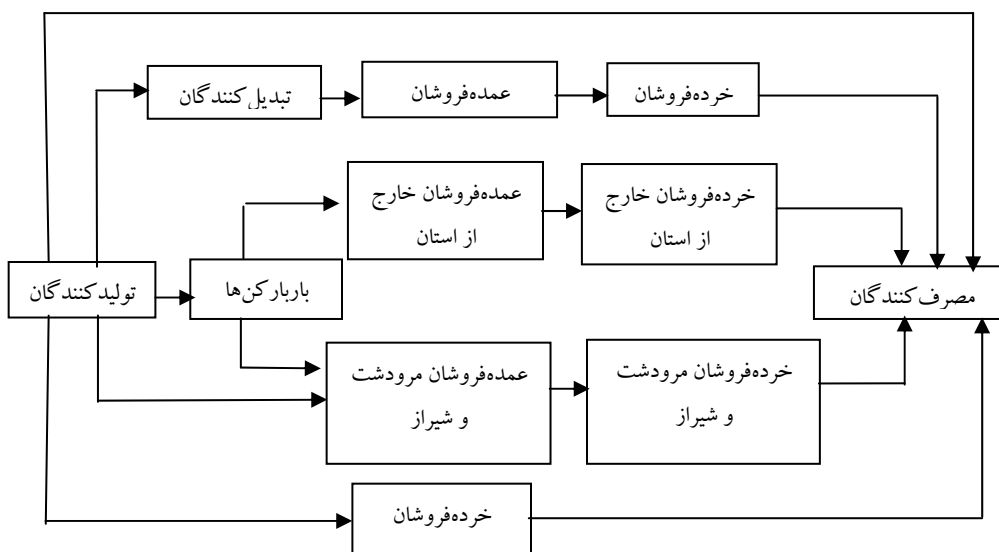 تبدیل‌کنندگان
عمده‌فروشان
خرده‌فروشان
عمده‌فروشان خارج
از استان
خرده‌فروشان خارج
از استان
تولیدکنندگان
باربارکن‌ها
مصرف‌کنندگان
عمده‌فروشان مرودشت
و شیراز
خرده‌فروشان مرودشت
و شیراز
خرده‌فروشان